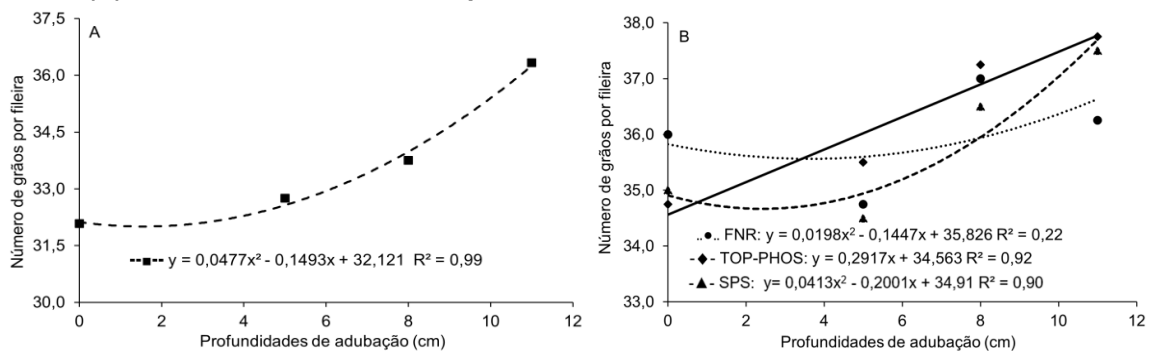 A
Número de grãos por fileira
37,5
36,0
34,5
33,0
31,5
30,0
y = 0,0477x² - 0,1493x + 32,121 R² = 0,99
0 2 4 6 8 10 12
Profundidades de adubação (cm)
B
Número de grãos por fileira
38,0
37,0
36,0
35,0
34,0
33,0
FNR: y = 0,0198x² - 0,1447x + 35,826 R² = 0,22
TOP-PHOS: y = 0,2917x + 34,563 R² = 0,92
SPS: y= 0,0413x² - 0,2001x + 34,91 R² = 0,90
0 4 6 8 10 12
Profundidades de adubação (cm)